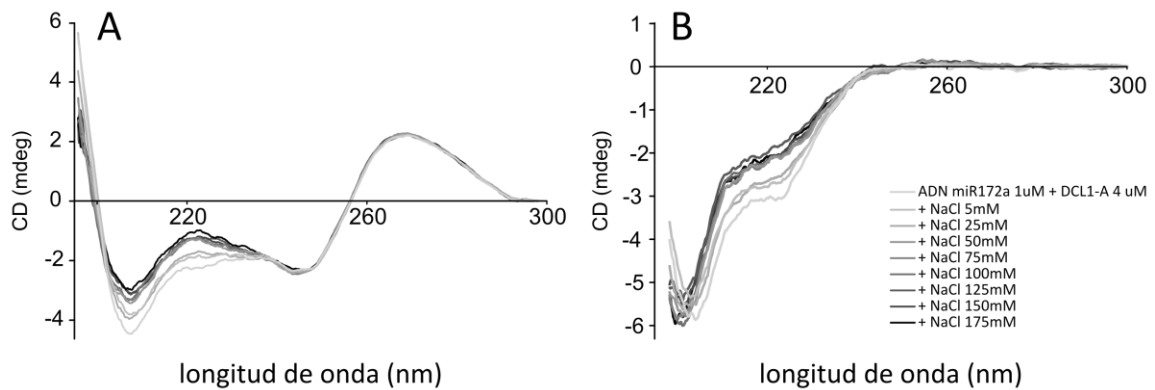 A
6
4
2
0
-2
-4
220
260
300
CD (mdeg)
longitud de onda (nm)
B
1
0
-1
-2
-3
-4
-5
-6
220
260
300
CD (mdeg)
longitud de onda (nm)
ADN miR172a 1uM + DCL1-A 4 uM
+ NaCl 5mM
+ NaCl 25mM
+ NaCl 50mM
+ NaCl 75mM
+ NaCl 100mM
+ NaCl 125mM
+ NaCl 150mM
+ NaCl 175mM